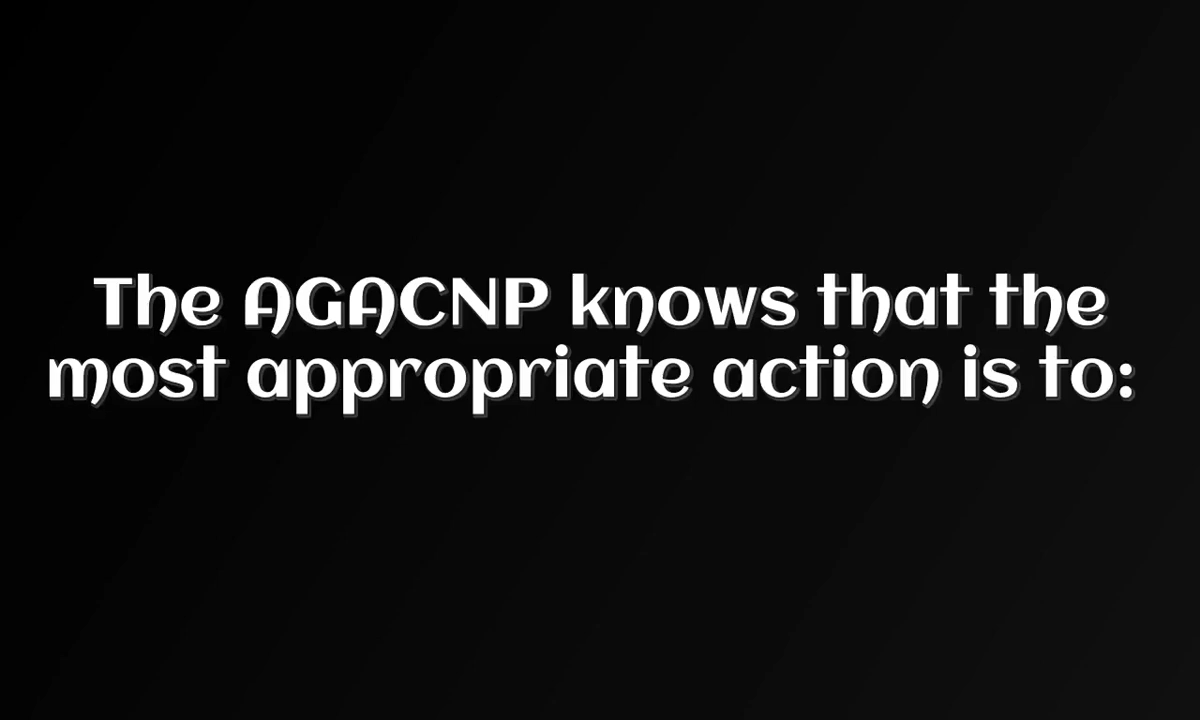 The AGACNP knows that the
most appropriate action is to: